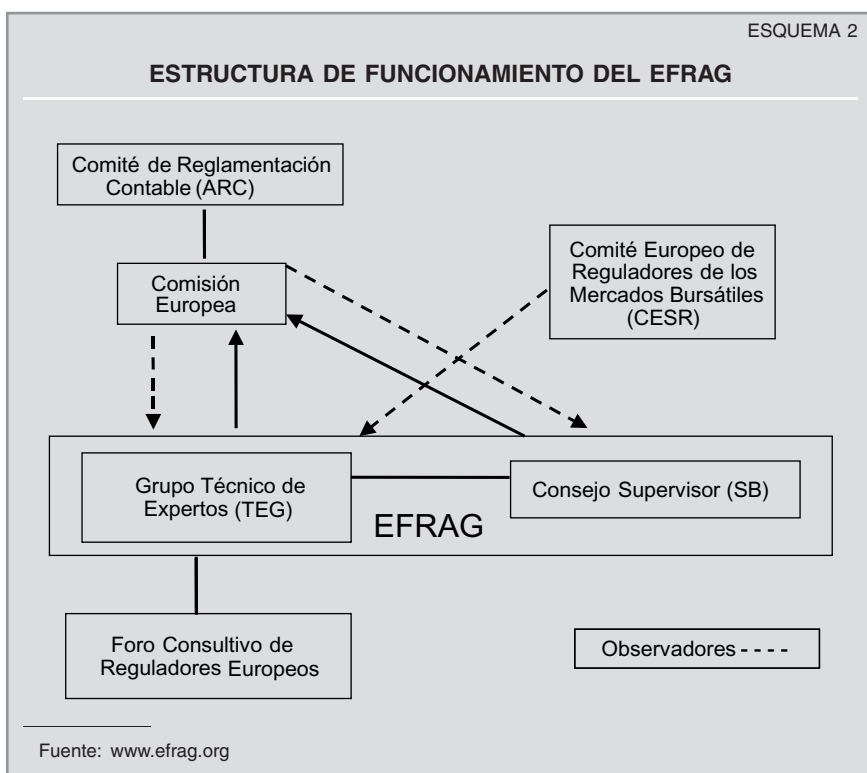 ESQUEMA 2
ESTRUCTURA DE FUNCIONAMIENTO DEL EFRAG
Comité de Reglamentación
Contable (ARC)
Comisión
Europea
Comité Europeo de
Reguladores de los
Mercados Bursátiles
(CESR)
Grupo Técnico de
Expertos (TEG)
Consejo Supervisor (SB)
EFRAG
Foro Consultivo de
Reguladores Europeos
Observadores - - - -
Fuente: www.efrag.org